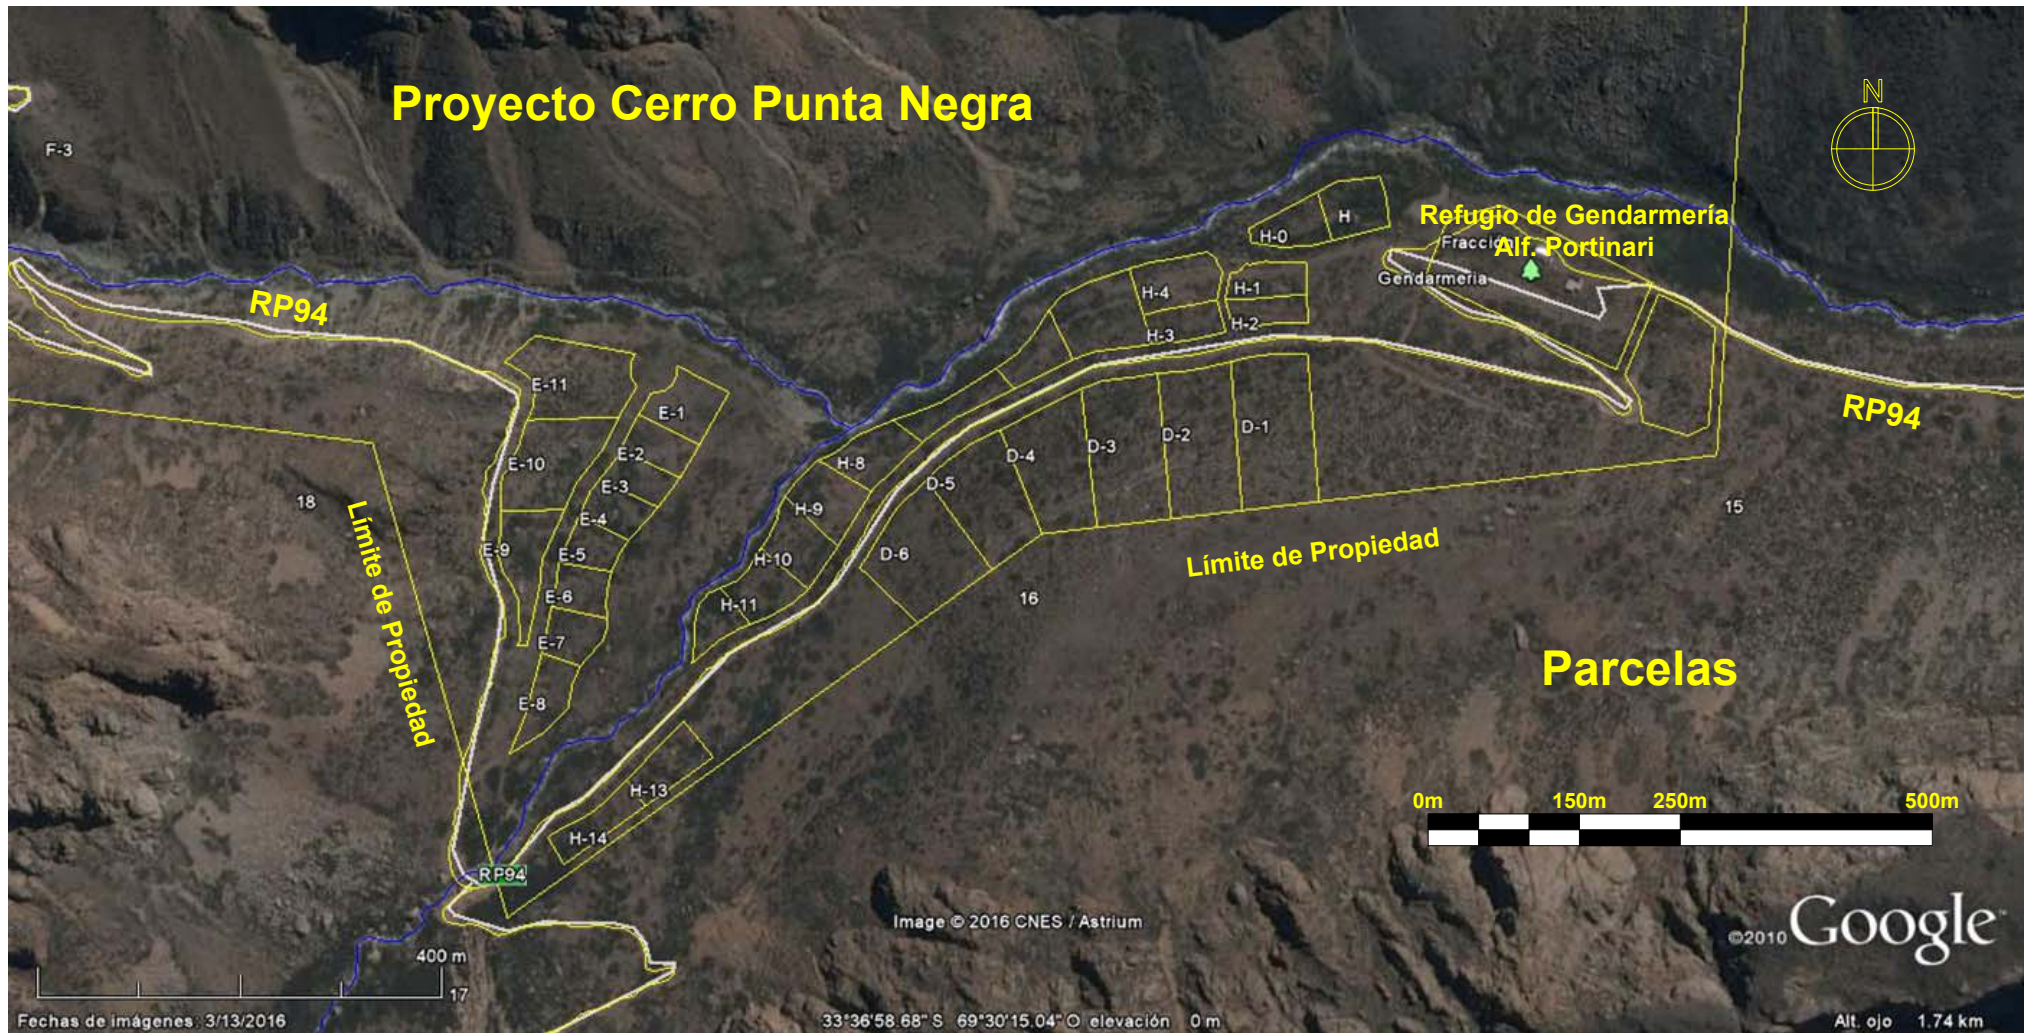 Proyecto Cerro Punta Negra
N
F-3
Refugio de Gendarmería
Alf. Portinari
Fracción
Gendarmeria
H
H-0
H-1
H-2
H-4
H-3
RP94
RP94
E-11
E-1
E-10
E-2
E-3
E-4
E-9
E-5
E-6
E-7
E-8
H-8
H-9
H-10
H-11
D-1
D-2
D-3
D-4
D-5
D-6
18
15
16
Límite de Propiedad
Límite de Propiedad
Parcelas
H-13
H-14
RP94
0m 150m 250m 500m
Image © 2016 CNES / Astrium
©2010 Google™
400 m
17
Fechas de imágenes: 3/13/2016
33°36'58.68" S 69°30'15.04" O elevación 0 m
Alt. ojo 1.74 km